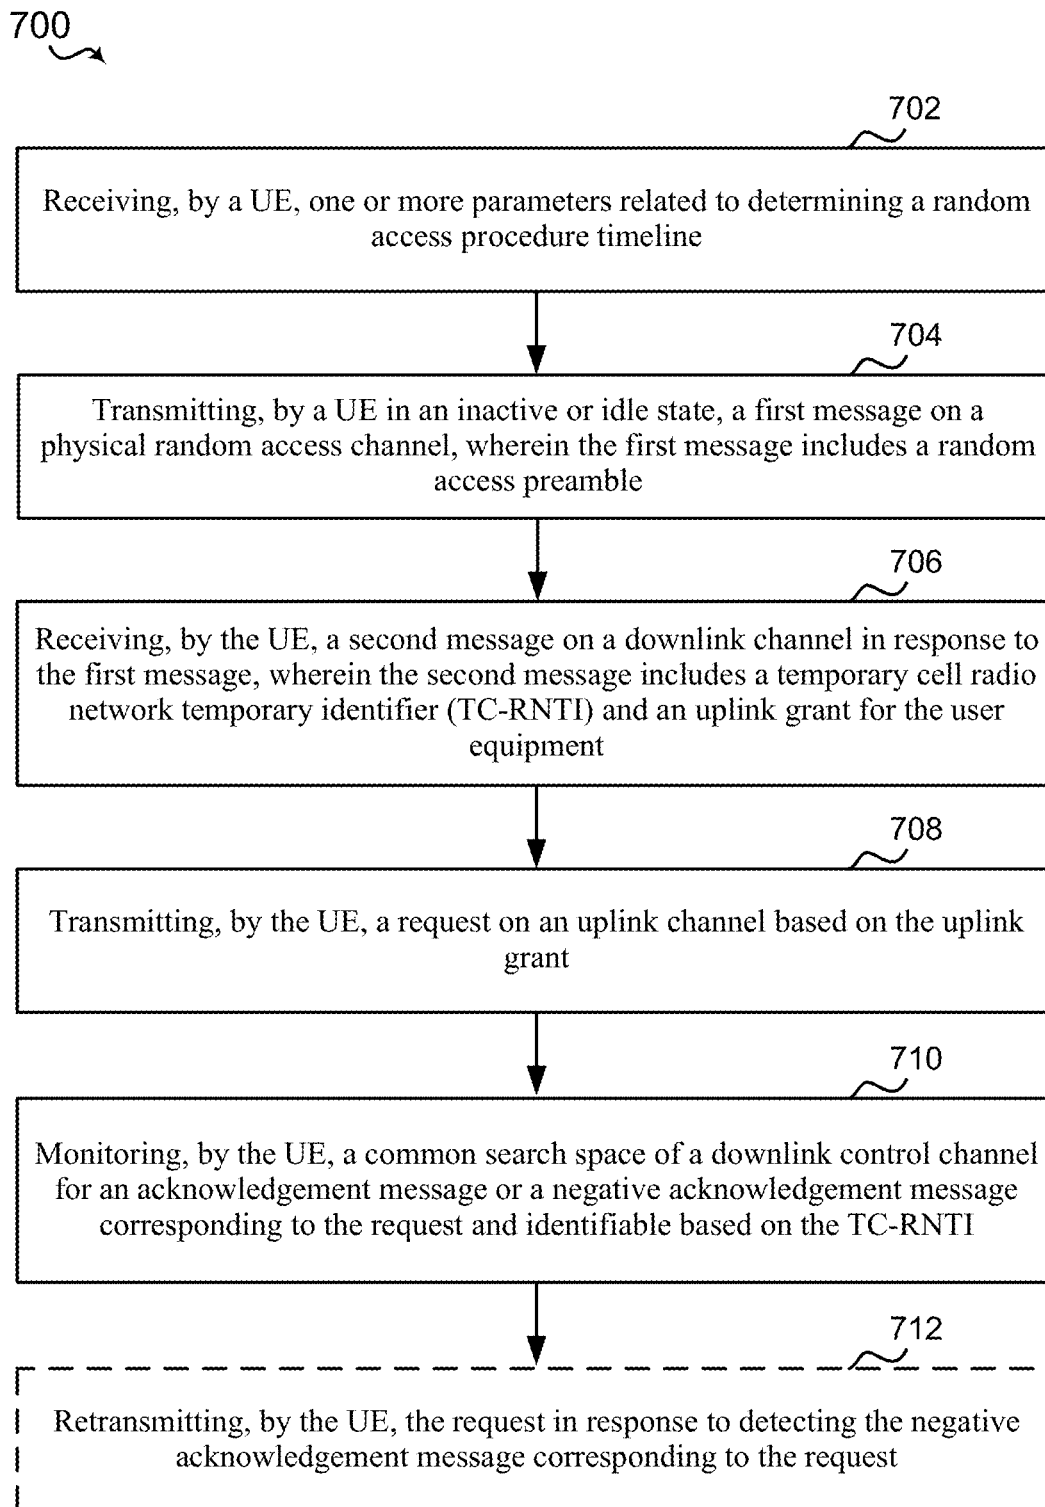 700
702
Receiving, by a UE, one or more parameters related to determining a random
access procedure timeline
704
Transmitting, by a UE in an inactive or idle state, a first message on a
physical random access channel, wherein the first message includes a random
access preamble
706
Receiving, by the UE, a second message on a downlink channel in response to
the first message, wherein the second message includes a temporary cell radio
network temporary identifier (TC-RNTI) and an uplink grant for the user
equipment
708
Transmitting, by the UE, a request on an uplink channel based on the uplink
grant
710
Monitoring, by the UE, a common search space of a downlink control channel
for an acknowledgement message or a negative acknowledgement message
corresponding to the request and identifiable based on the TC-RNTI
712
Retransmitting, by the UE, the request in response to detecting the negative
acknowledgement message corresponding to the request